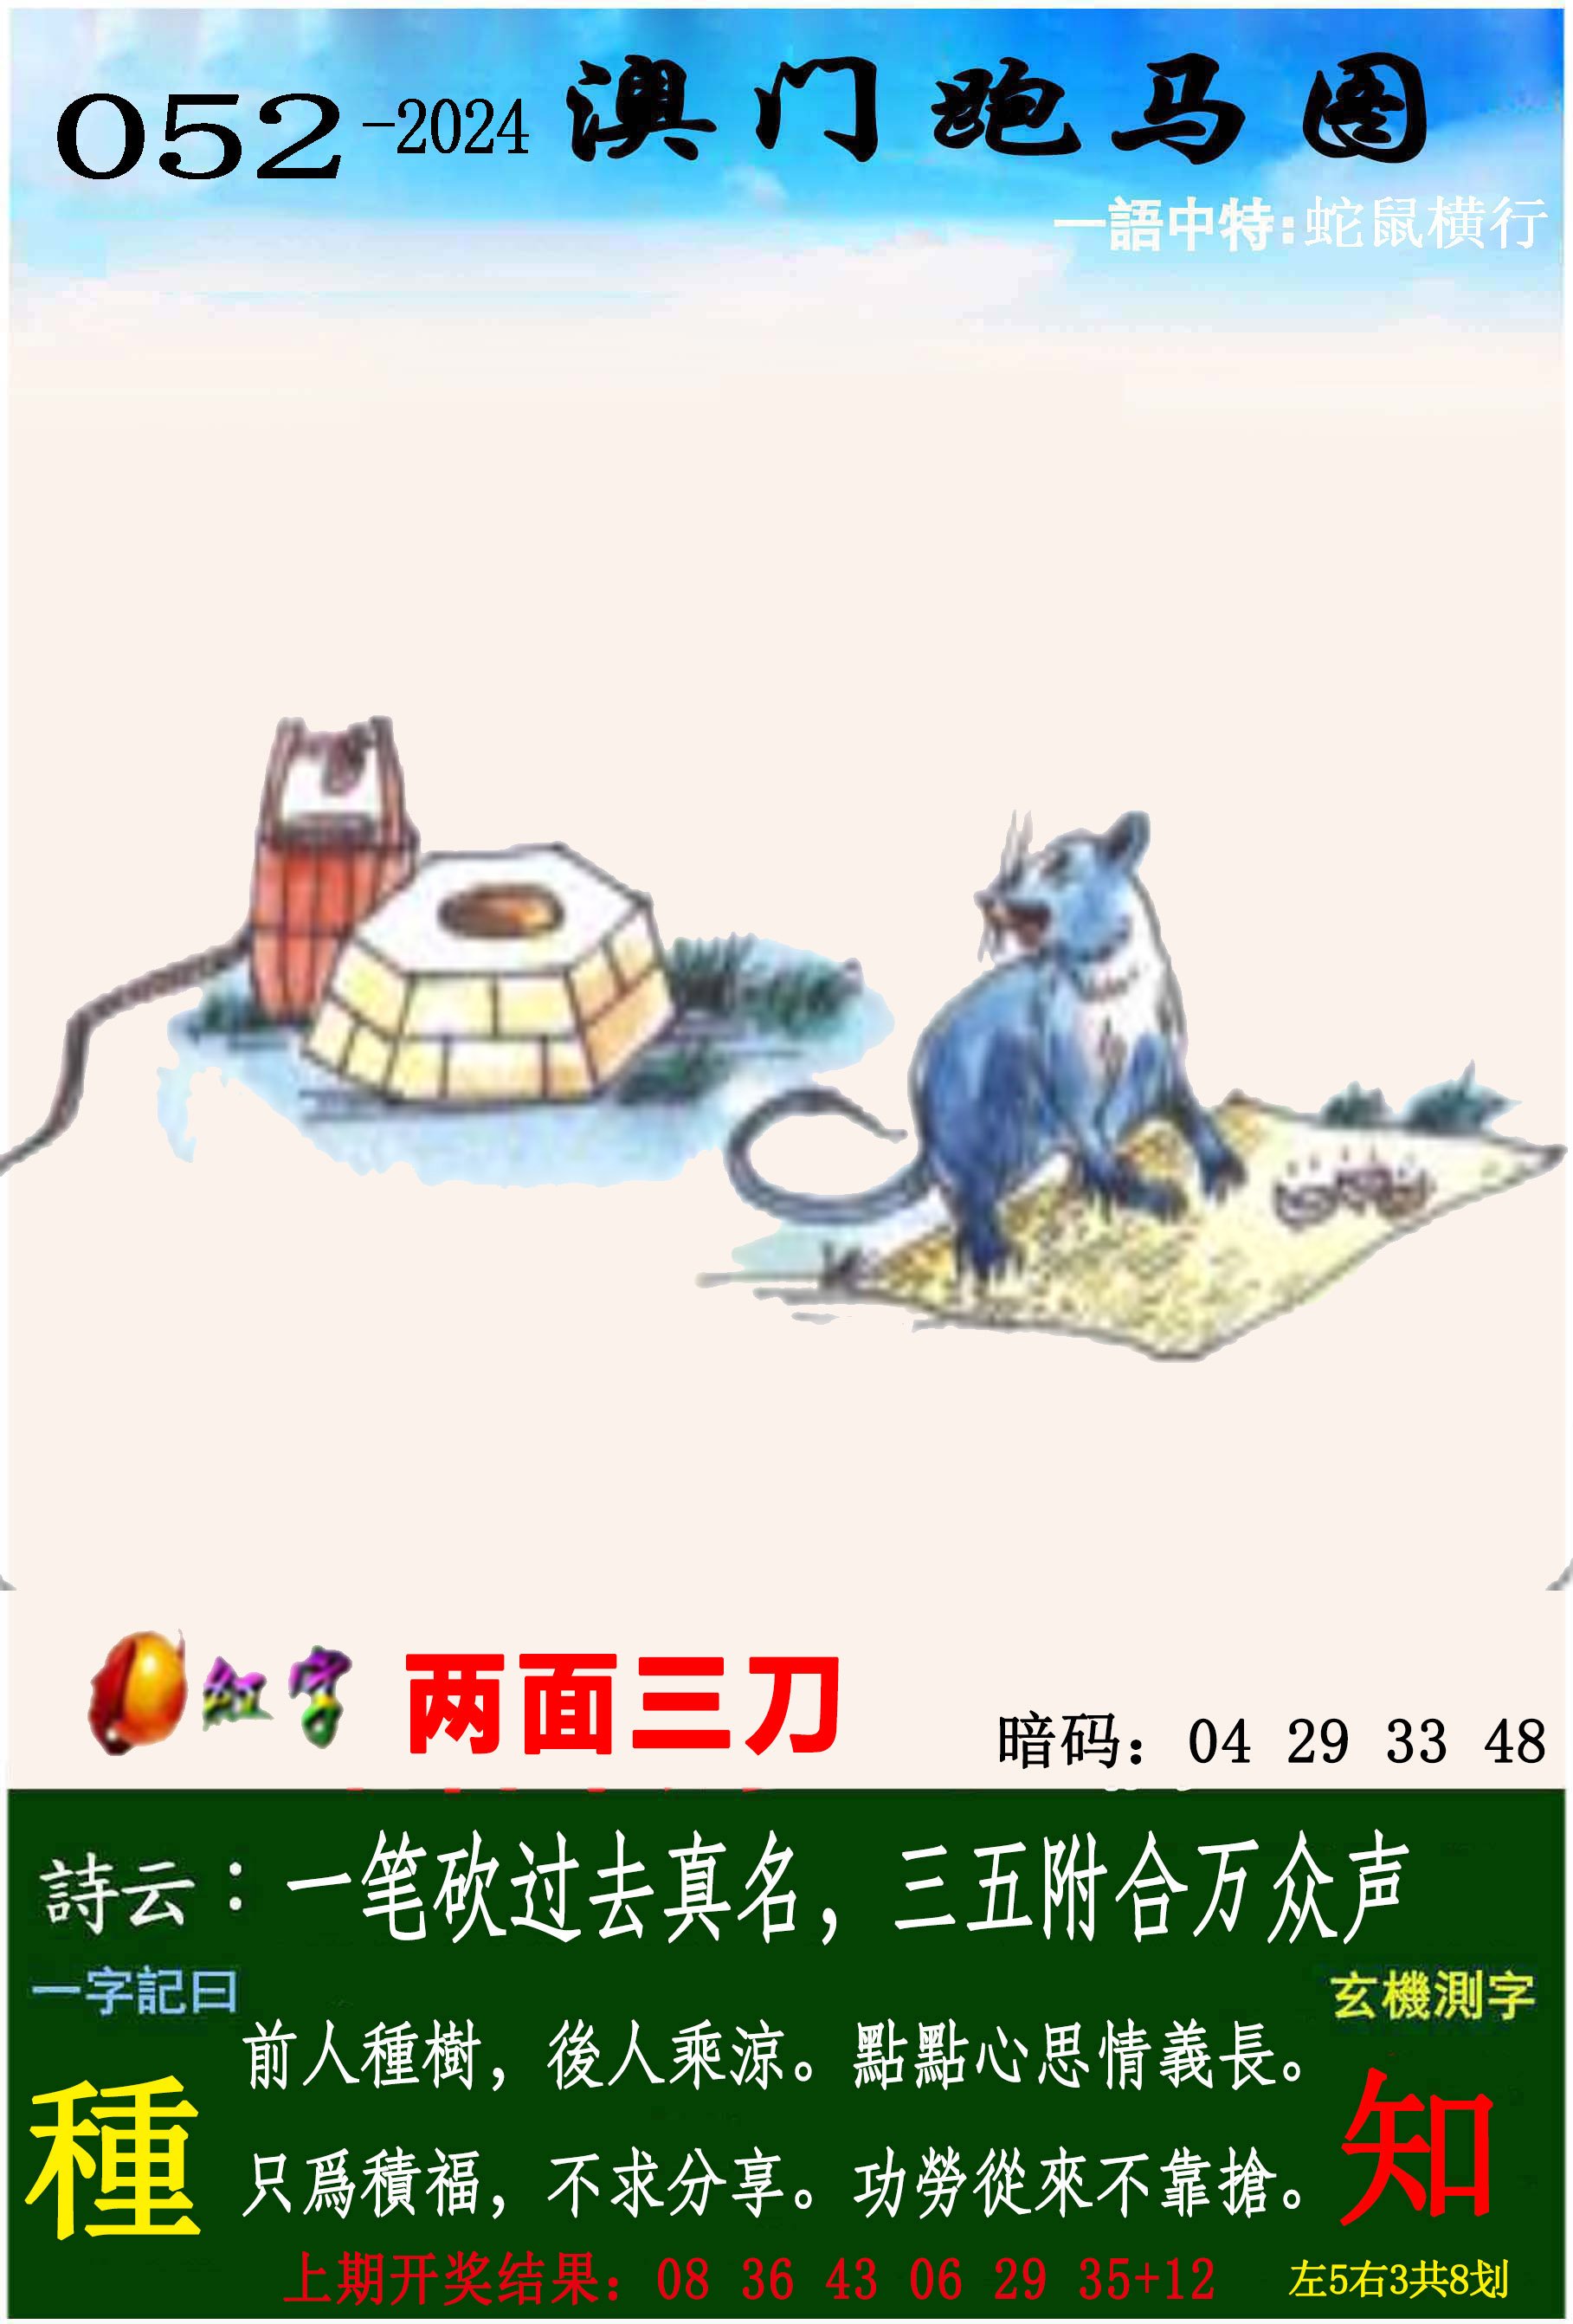 052-2024 澳门跑马图
一語中特:蛇鼠横行
红字 两面三刀
暗码：04 29 33 48
詩云：一笔砍过去真名，三五附合万众声
一字記曰
玄機測字
前人種樹，後人乘涼。點點心思情義長。
種
知
只爲積福，不求分享。功勞從來不靠搶。
上期开奖结果：08 36 43 06 29 35+12
左5右3共8划